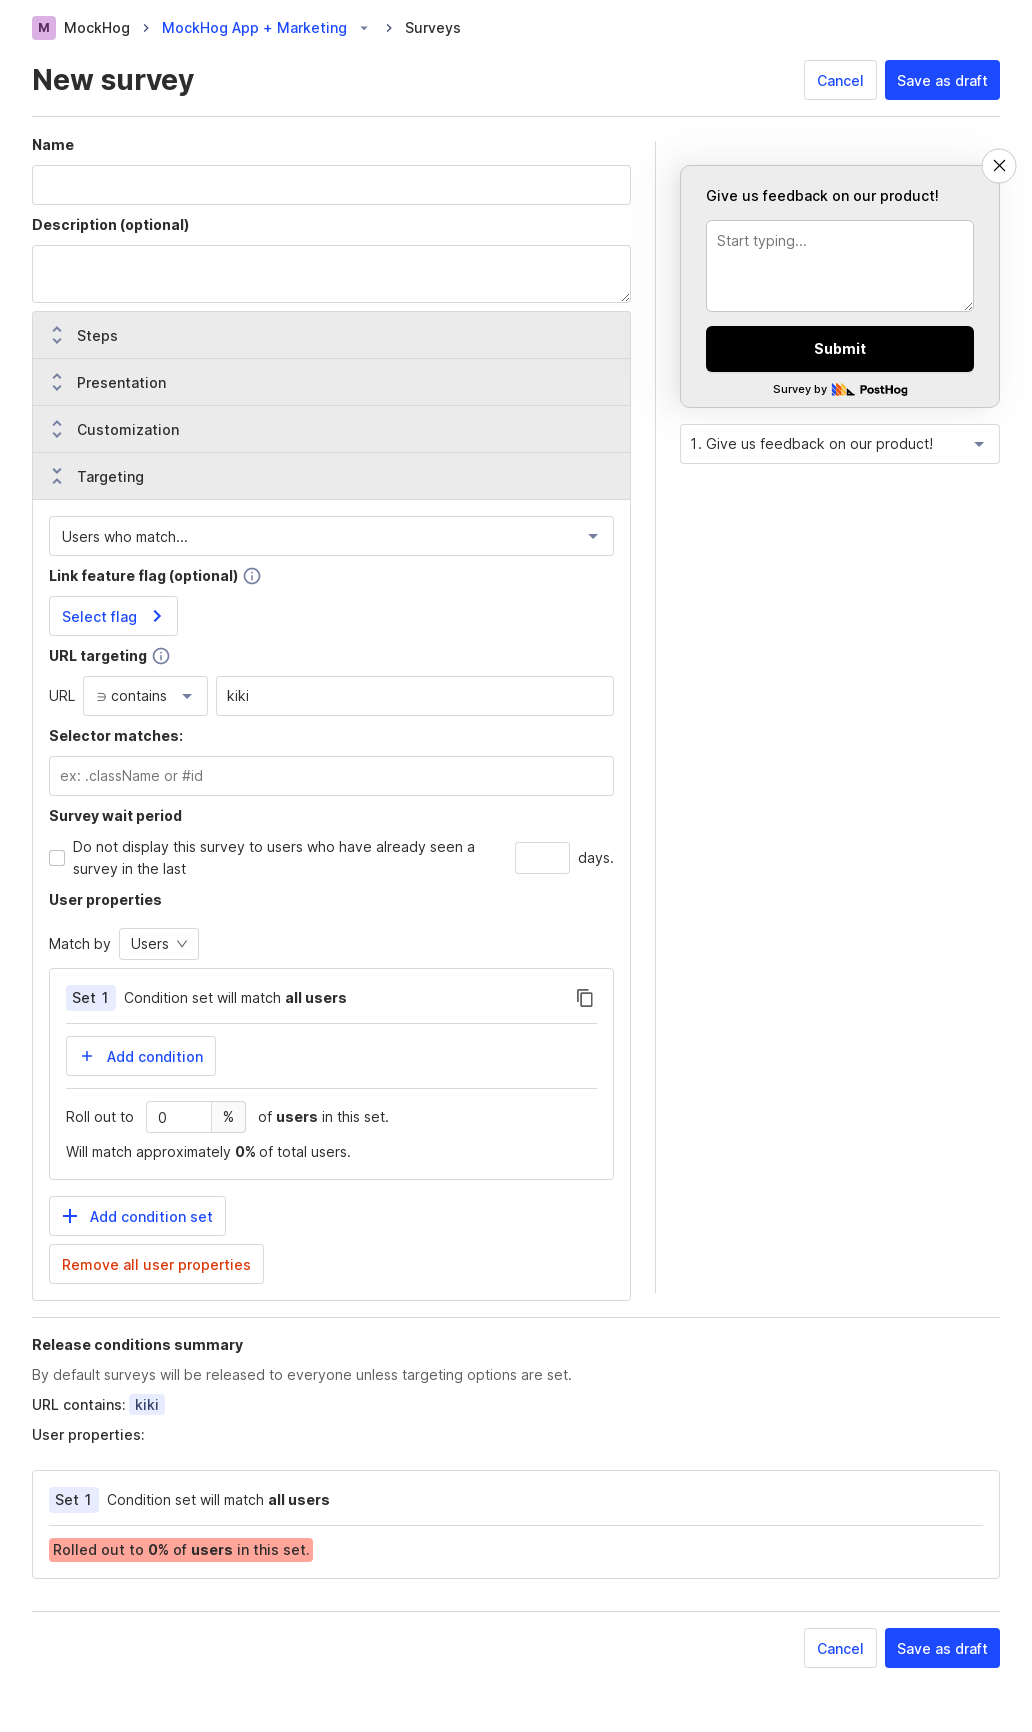 M MockHog MockHog App + Marketing Surveys
New survey
Cancel Save as draft
Name
Description (optional)
Steps
Presentation
Customization
Targeting
Users who match...
Link feature flag (optional)
Select flag
URL targeting
URL ∋ contains kiki
Selector matches:
ex: .className or #id
Survey wait period
Do not display this survey to users who have already seen a
survey in the last
days.
User properties
Match by Users
Set 1 Condition set will match all users
Add condition
Roll out to 0 % of users in this set.
Will match approximately 0% of total users.
Add condition set
Remove all user properties
Give us feedback on our product!
Start typing...
Submit
Survey by PostHog
1. Give us feedback on our product!
Release conditions summary
By default surveys will be released to everyone unless targeting options are set.
URL contains: kiki
User properties:
Set 1 Condition set will match all users
Rolled out to 0% of users in this set.
Cancel Save as draft